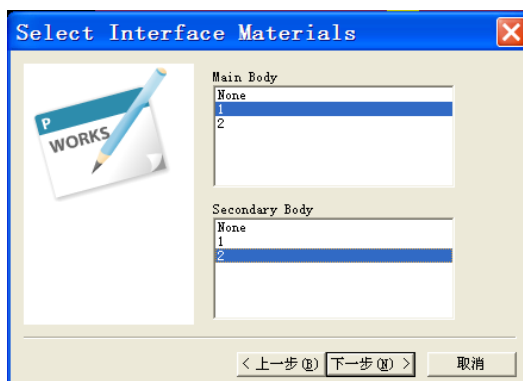 Select Interface Materials
P
WORKS
Main Body
None
1
2
Secondary Body
None
1
2
< 上一步(B) 下一步(N) > 取消